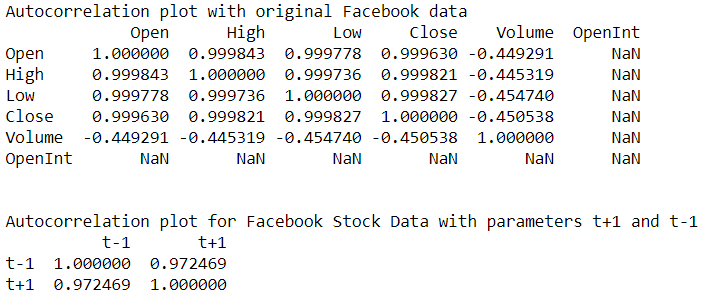 Autocorrelation plot with original Facebook data
Open High Low Close Volume OpenInt
Open 1.000000 0.999843 0.999778 0.999630 -0.449291 NaN
High 0.999843 1.000000 0.999736 0.999821 -0.445319 NaN
Low 0.999778 0.999736 1.000000 0.999827 -0.454740 NaN
Close 0.999630 0.999821 0.999827 1.000000 -0.450538 NaN
Volume -0.449291 -0.445319 -0.454740 -0.450538 1.000000 NaN
OpenInt NaN NaN NaN NaN NaN NaN
Autocorrelation plot for Facebook Stock Data with parameters t+1 and t-1
t-1 t+1
t-1 1.000000 0.972469
t+1 0.972469 1.000000